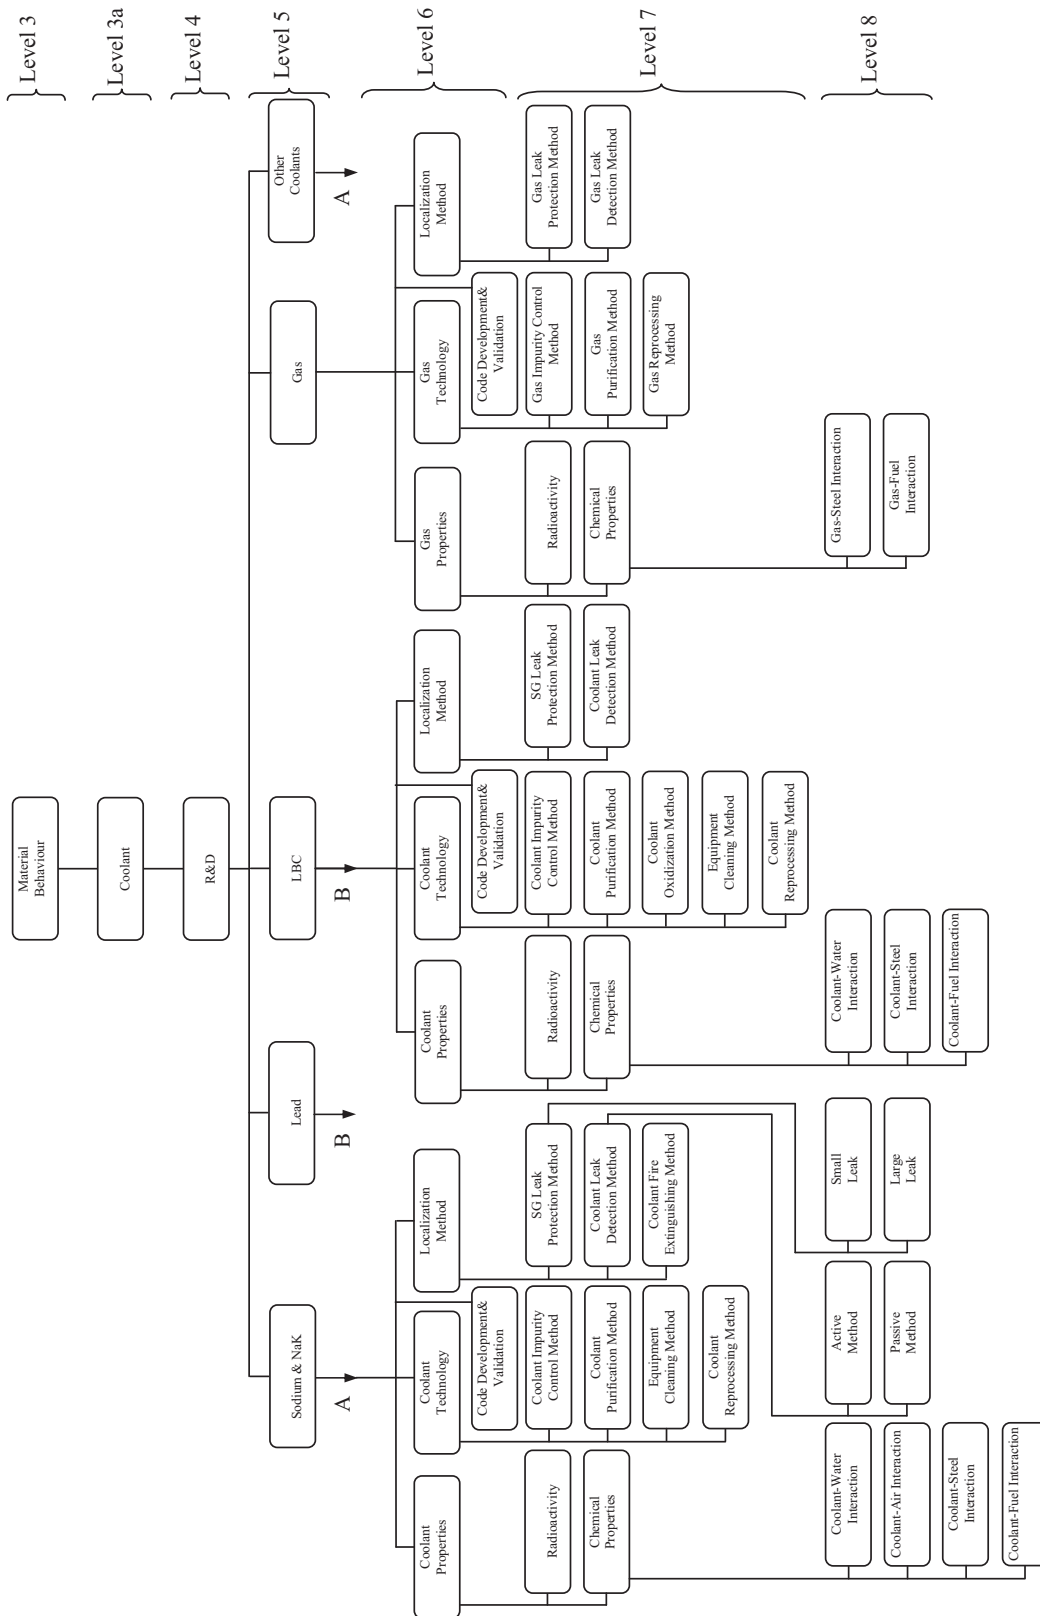 Level 3
Level 3a
Level 4
Level 5
Level 6
Level 7
Level 8
Material
Behaviour
Coolant
R&D
Sodium & NaK
A
Lead
B
LBC
B
Gas
Other
Coolants
A
Coolant
Properties
Coolant
Technology
Localization
Method
Code Development&
Validation
Radioactivity
Chemical
Properties
Coolant Impurity
Control Method
Coolant
Purification Method
Equipment
Cleaning Method
Coolant
Reprocessing Method
SG Leak
Protection Method
Coolant Leak
Detection Method
Coolant Fire
Extinguishing Method
Coolant-Water
Interaction
Coolant-Air Interaction
Coolant-Steel
Interaction
Coolant-Fuel Interaction
Active
Method
Passive
Method
Small
Leak
Large
Leak
Coolant
Properties
Coolant
Technology
Localization
Method
Code Development&
Validation
Radioactivity
Chemical
Properties
Coolant Impurity
Control Method
Coolant
Purification Method
Coolant
Oxidization Method
Equipment
Cleaning Method
Coolant
Reprocessing Method
SG Leak
Protection Method
Coolant Leak
Detection Method
Coolant-Water
Interaction
Coolant-Steel
Interaction
Coolant-Fuel Interaction
Gas
Properties
Gas
Technology
Localization
Method
Code Development&
Validation
Radioactivity
Chemical
Properties
Gas Impurity Control
Method
Gas
Purification Method
Gas Reprocessing
Method
Gas Leak
Protection Method
Gas Leak
Detection Method
Gas-Steel Interaction
Gas-Fuel
Interaction